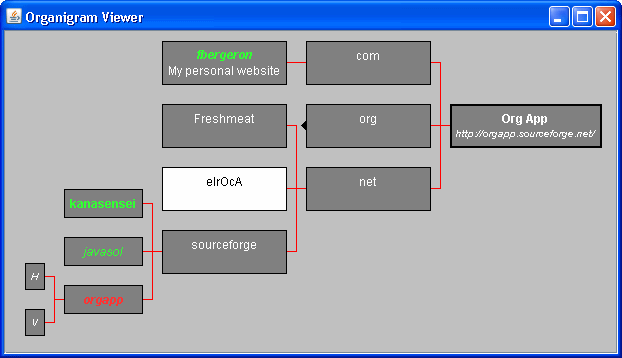 Organigram Viewer
fbergeron
My personal website
com
Freshmeat
org
Org App
http://orgapp.sourceforge.net/
elrOcA
net
kanasensei
sourceforge
javasol
H
orgapp
V